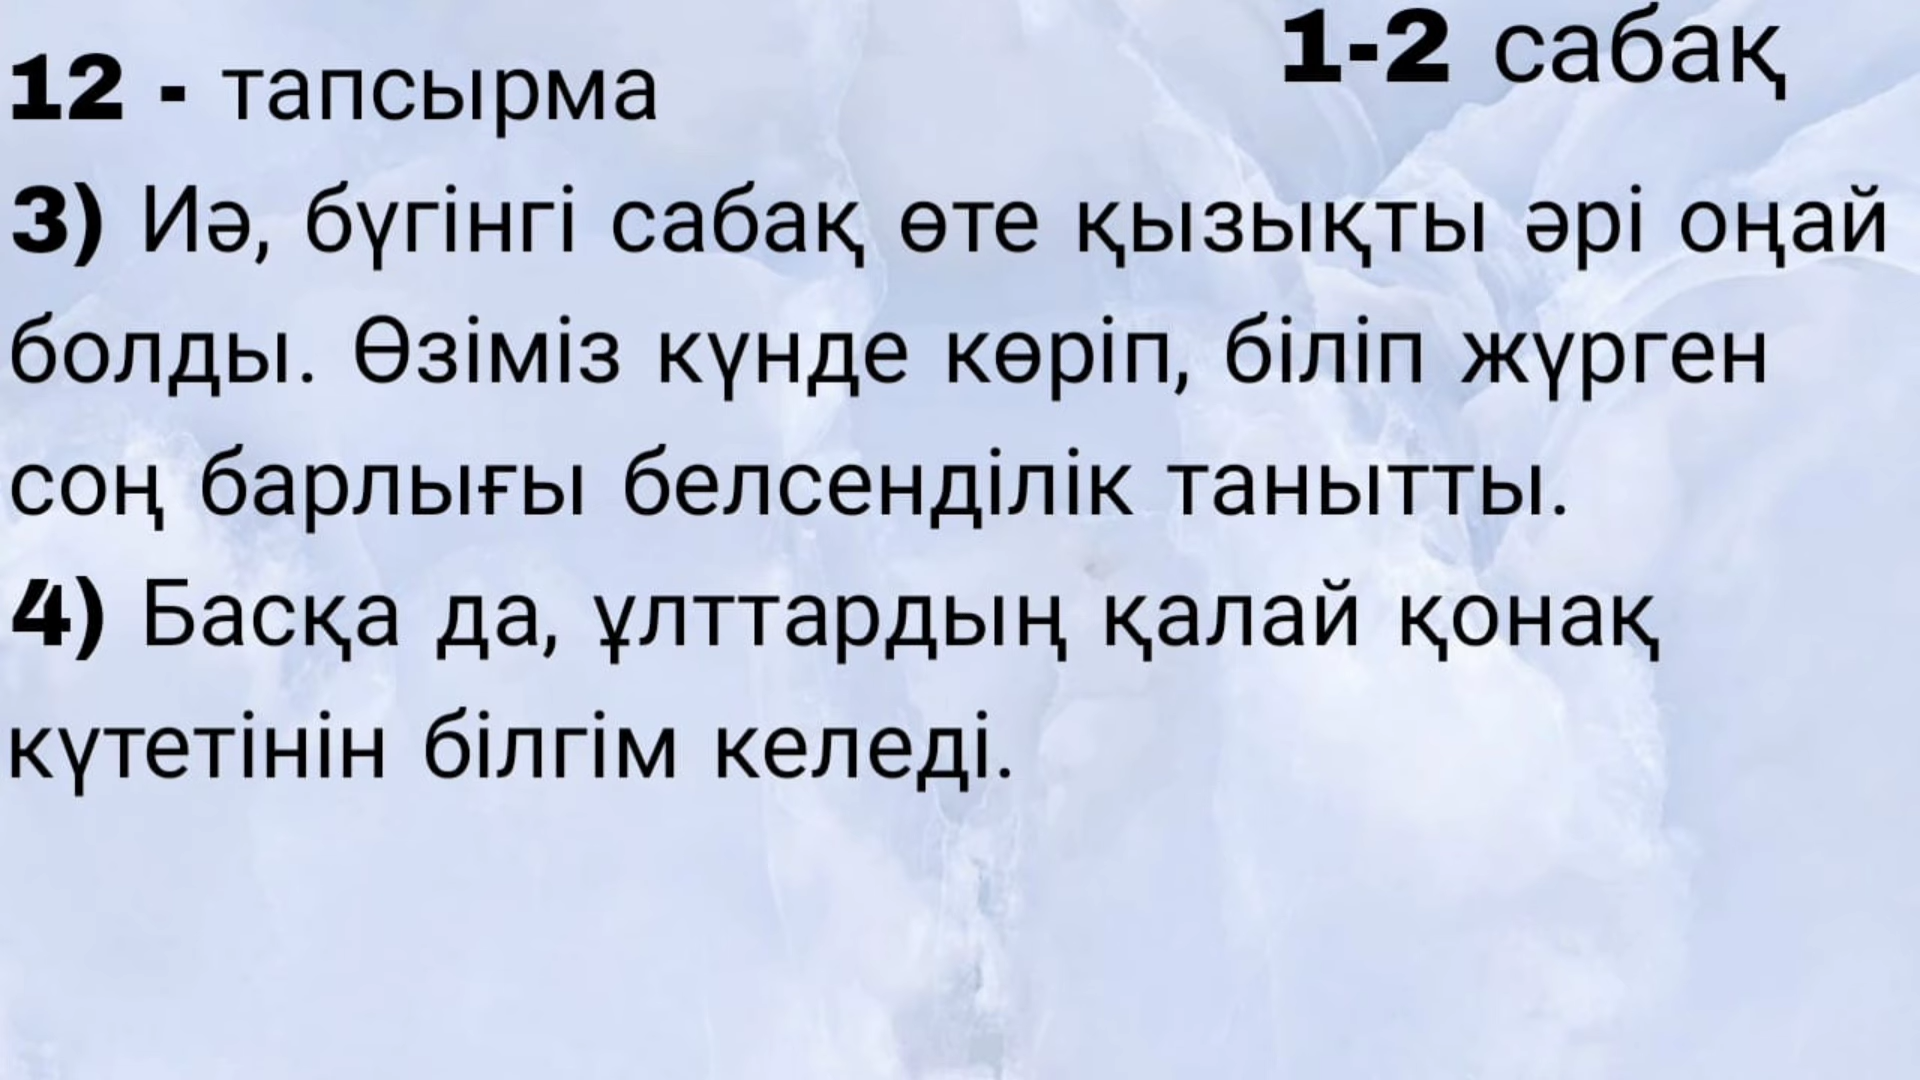 1-2 сабақ
12 - тапсырма
3) Иә, бүгінгі сабақ өте қызықты әрі оңай
болды. Өзіміз күнде көріп, біліп жүрген
соң барлығы белсенділік танытты.
4) Басқа да, ұлттардың қалай қонақ
күтетінін білгім келеді.